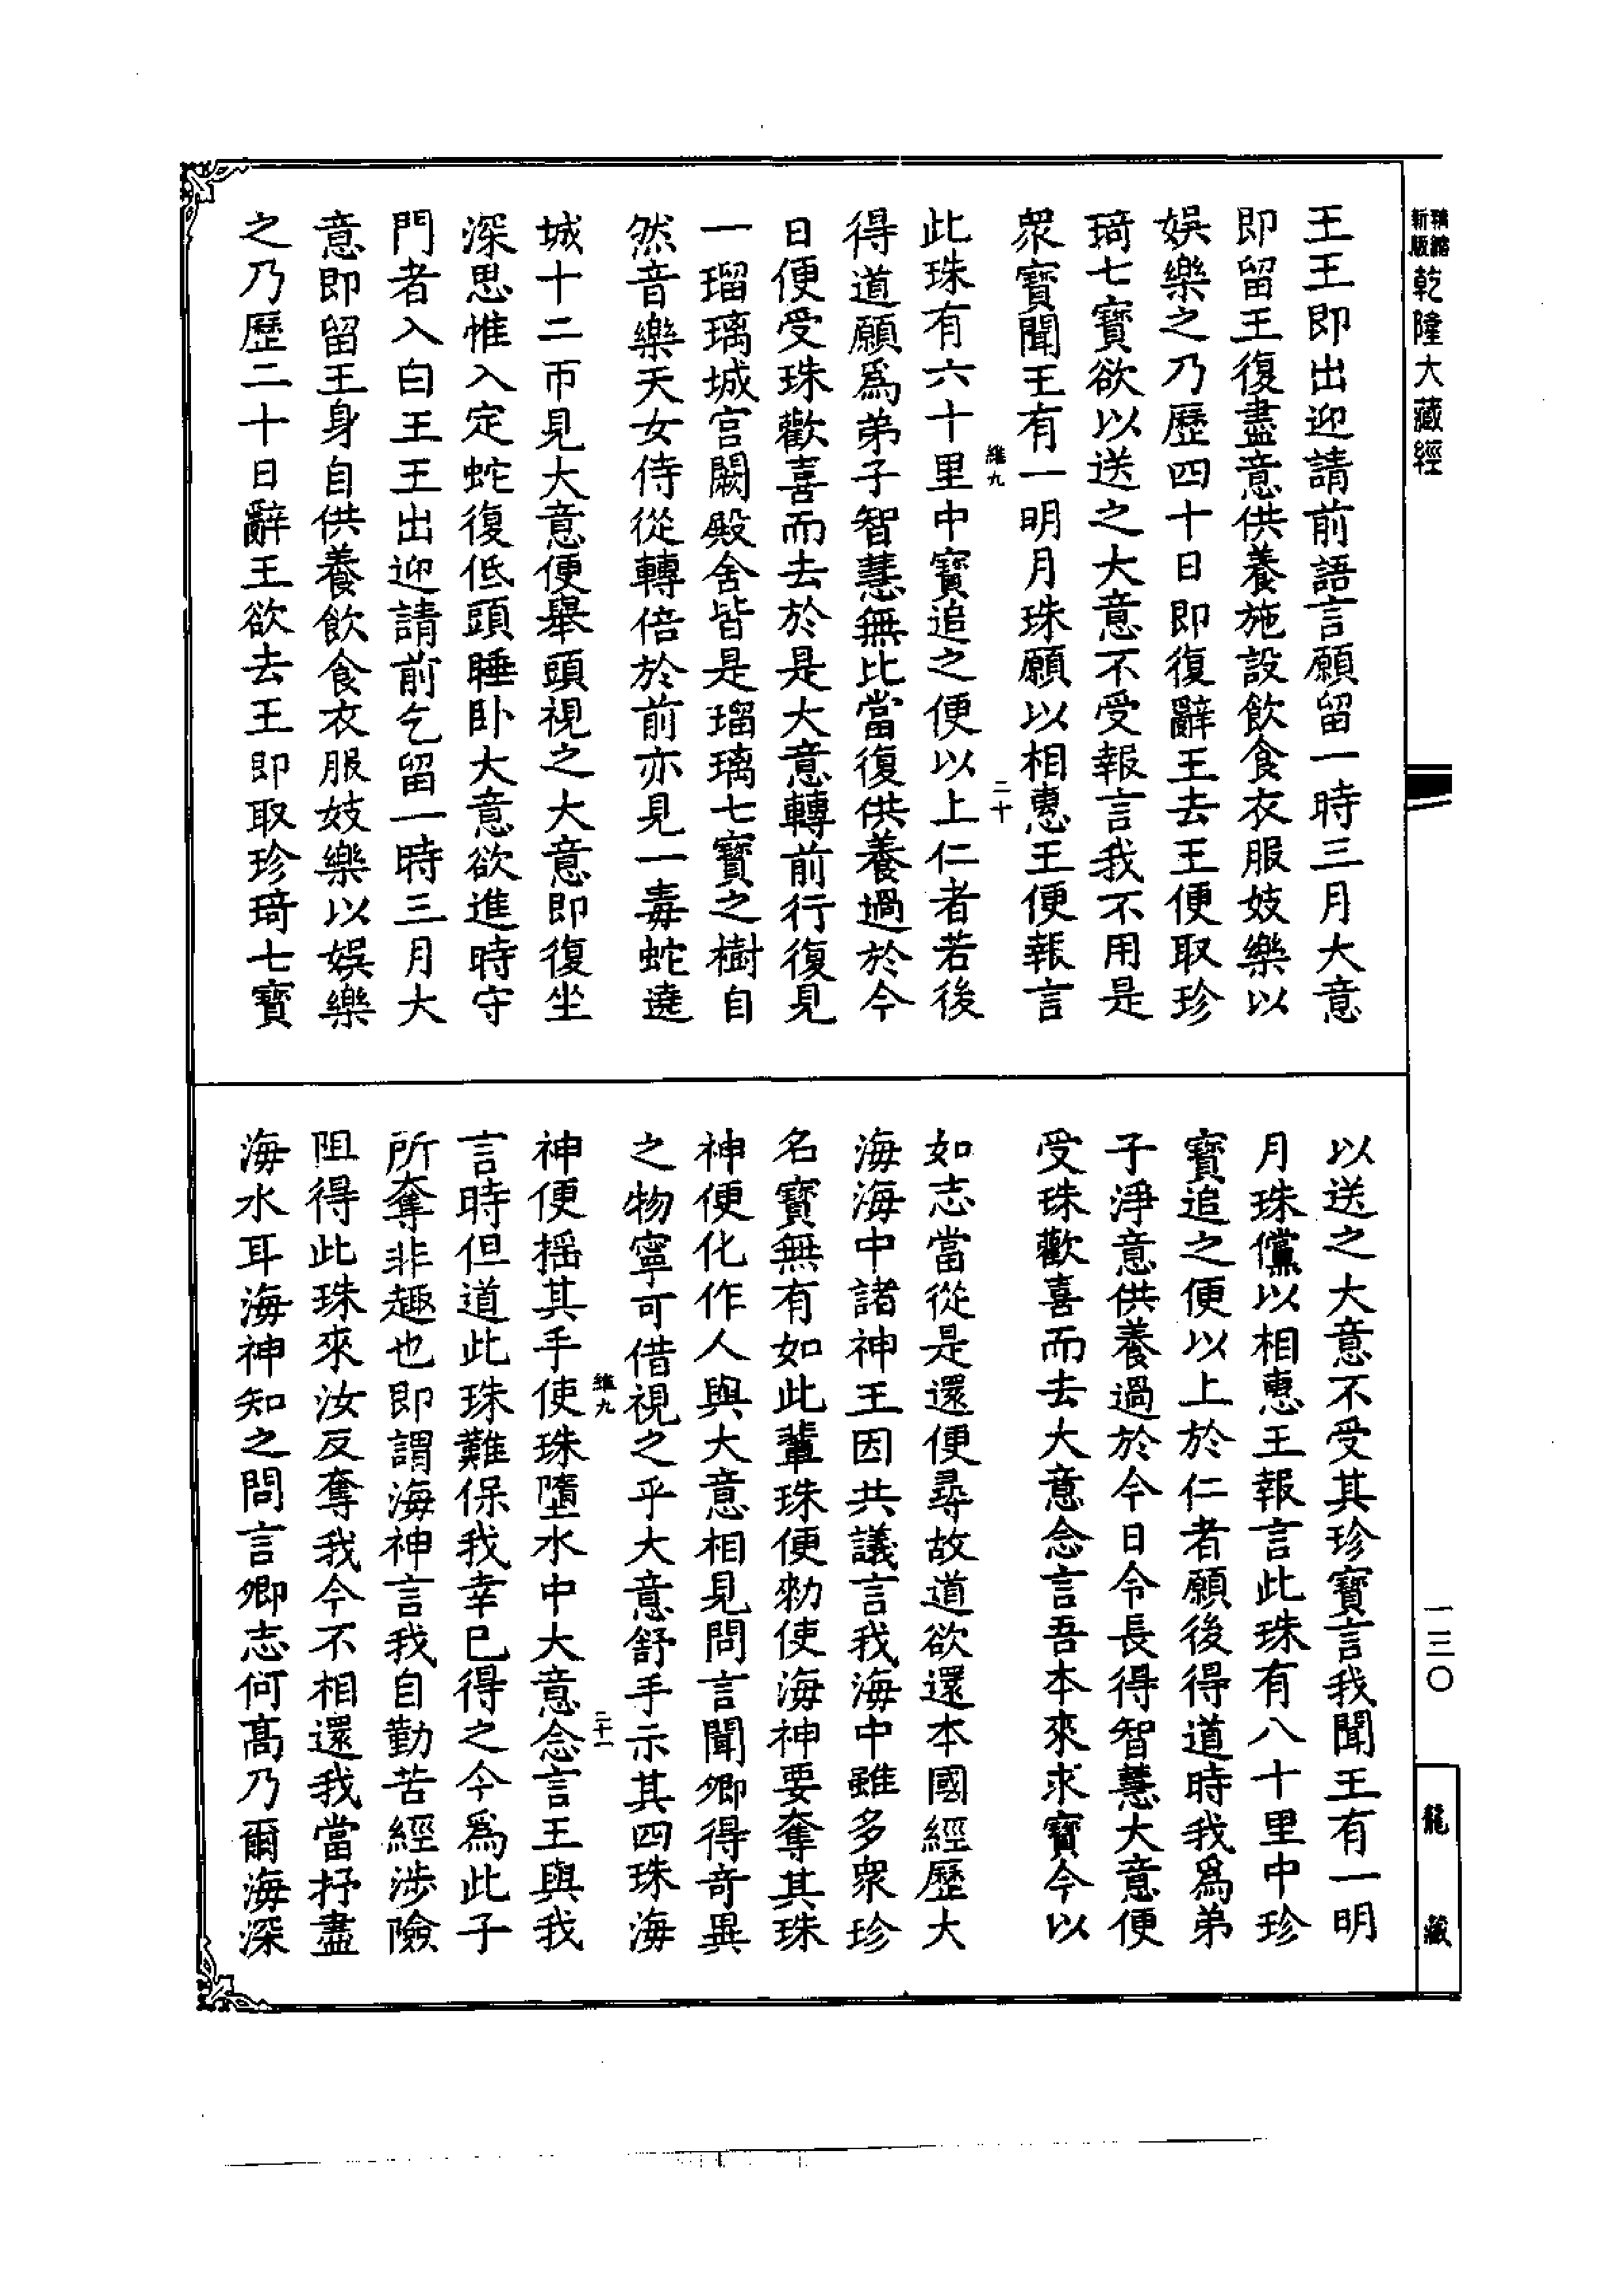 新版精縮乾隆大藏經
王王即出迎請前語言願留一時三月大意
即留王復盡意供養施設飲食衣服妓樂以
娛樂之乃歷四十日即復辭王去王便取珍
琦七寶欲以送之大意不受報言我不用是
眾寶聞王有一明月珠願以相惠王便報言
維九
二十
此珠有六十里中寶追之便以上仁者若後
得道願為弟子智慧無比當復供養過於今
日便受珠歡喜而去於是大意轉前行復見
一瑠璃城宮闕殿舍皆是瑠璃七寶之樹自
然音樂天女侍從轉倍於前亦見一毒蛇遶
城十二帀見大意便舉頭視之大意即復坐
深思惟入定蛇復低頭睡臥大意欲進時守
門者入白王王出迎請前乞留一時三月大
意即留王身自供養飲食衣服妓樂以娛樂
之乃歷二十日辭王欲去王即取珍琦七寶
以送之大意不受其珍寶言我聞王有一明
月珠儻以相惠王報言此珠有八十里中珍
寶追之便以上於仁者願後得道時我為弟
子淨意供養過於今日令長得智慧大意便
受珠歡喜而去大意念言吾本來求寶今以
如志當從是還便尋故道欲還本國經歷大
海海中諸神王因共議言我海中雖多眾珍
名寶無有如此輩珠便勑使海神要奪其珠
神便化作人與大意相見問言聞卿得奇異
之物寧可借視之乎大意舒手示其四珠海
維九
二十一
神便搖其手使珠墮水中大意念言王與我
言時但道此珠難保我幸已得之今為此子
所奪非趣也即謂海神言我自勤苦經涉險
阻得此珠來汝反奪我今不相還我當抒盡
海水耳海神知之問言卿志何高乃爾海深
一三〇
龍藏